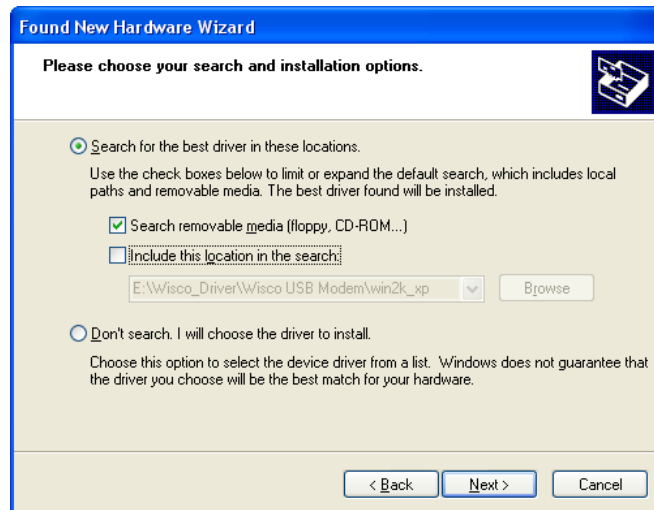 Found New Hardware Wizard
Please choose your search and installation options.
Search for the best driver in these locations.
Use the check boxes below to limit or expand the default search, which includes local
paths and removable media. The best driver found will be installed.
Search removable media (floppy, CD-ROM...)
Include this location in the search:
E:\Wisco_Driver\Wisco USB Modem\win2k_xp
Browse
Don't search. I will choose the driver to install.
Choose this option to select the device driver from a list. Windows does not guarantee that
the driver you choose will be the best match for your hardware.
< Back
Next >
Cancel